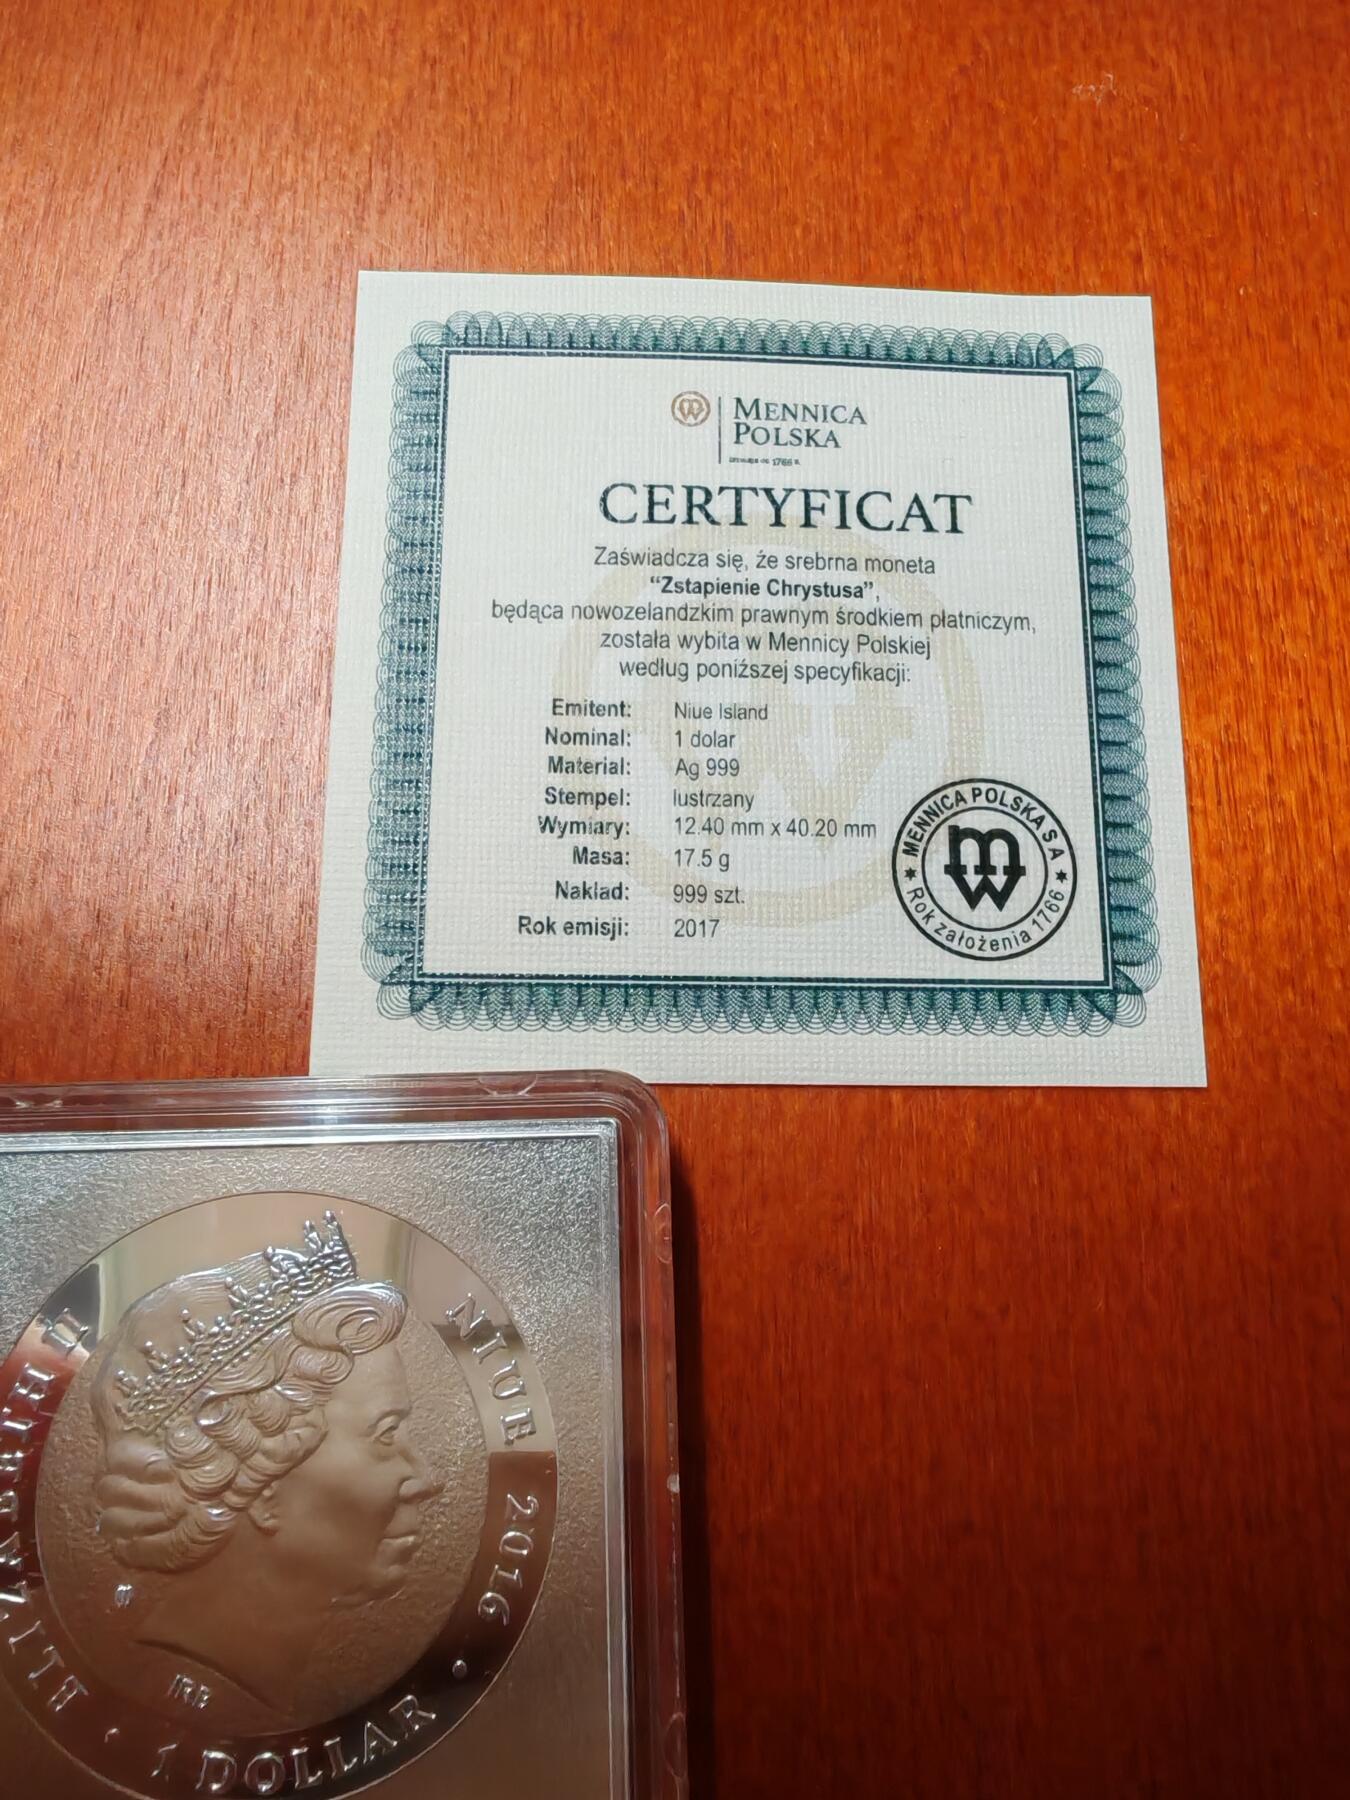 MENNICA
POLSKA
CERTYFICAT
Zaświadcza się, że srebrna moneta
“Zstapienie Chrystusa”,
będąca nowozelandzkim prawnym środkiem płatniczym,
została wybita w Mennicy Polskiej
według poniższej specyfikacji:
Emitent: Niue Island
Nominal: 1 dolar
Material: Ag 999
Stempel: lustrzany
Wymiary: 12.40 mm x 40.20 mm
Masa: 17.5 g
Naklad: 999 szt.
Rok emisji: 2017
MENNICA POLSKA S A
Rok założenia 1766
ELIZABETH II
NIUE 2016
1 DOLLAR
IRB